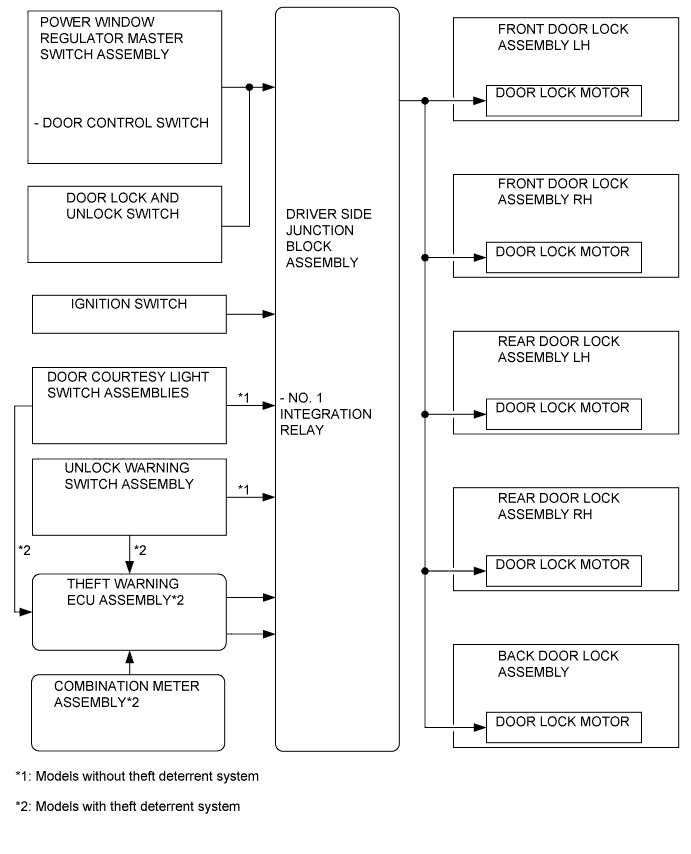 POWER WINDOW
REGULATOR MASTER
SWITCH ASSEMBLY
- DOOR CONTROL SWITCH
DOOR LOCK AND
UNLOCK SWITCH
IGNITION SWITCH
DOOR COURTESY LIGHT
SWITCH ASSEMBLIES
*1
UNLOCK WARNING
SWITCH ASSEMBLY
*1
*2
*2
THEFT WARNING
ECU ASSEMBLY*2
COMBINATION METER
ASSEMBLY*2
DRIVER SIDE
JUNCTION
BLOCK
ASSEMBLY
- NO. 1
INTEGRATION
RELAY
FRONT DOOR LOCK
ASSEMBLY LH
DOOR LOCK MOTOR
FRONT DOOR LOCK
ASSEMBLY RH
DOOR LOCK MOTOR
REAR DOOR LOCK
ASSEMBLY LH
DOOR LOCK MOTOR
REAR DOOR LOCK
ASSEMBLY RH
DOOR LOCK MOTOR
BACK DOOR LOCK
ASSEMBLY
DOOR LOCK MOTOR
*1: Models without theft deterrent system
*2: Models with theft deterrent system